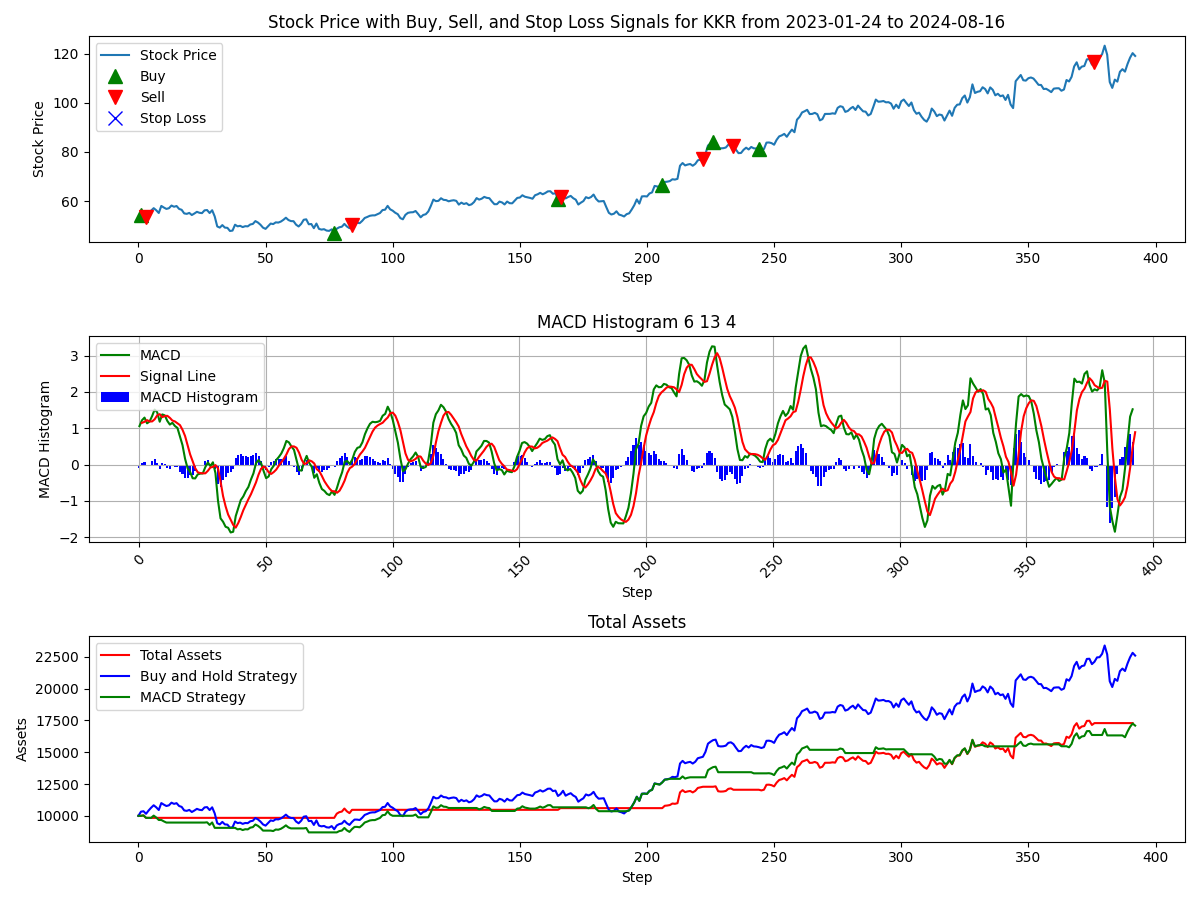 Stock Price with Buy, Sell, and Stop Loss Signals for KKR from 2023-01-24 to 2024-08-16
Stock Price
120
100
80
60
Stock Price
Buy
Sell
Stop Loss
0 50 100 150 200 250 300 350 400
Step
MACD Histogram 6 13 4
MACD Histogram
3
2
1
0
−1
−2
MACD
Signal Line
MACD Histogram
0 50 100 150 200 250 300 350 400
Step
Total Assets
Assets
22500
20000
17500
15000
12500
10000
Total Assets
Buy and Hold Strategy
MACD Strategy
0 50 100 150 200 250 300 350 400
Step